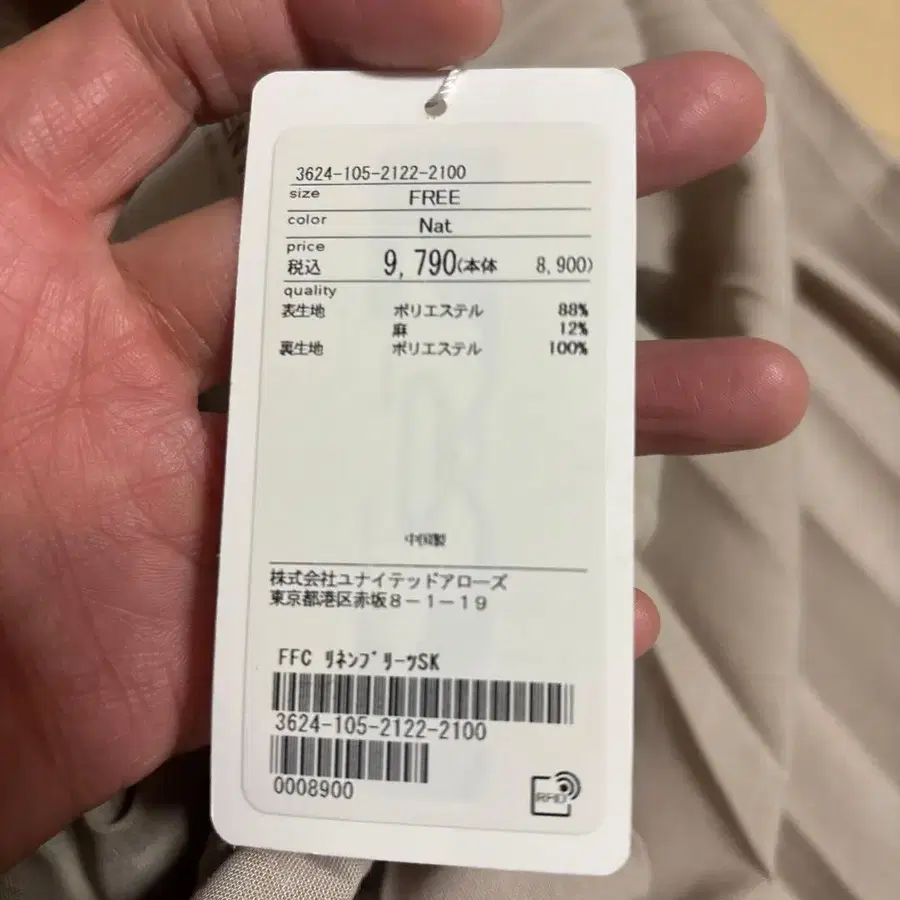 3624-105-2122-2100
size FREE
color Nat
price
税込 9,790(本体 8,900)
quality
表生地 ポリエステル 88%
麻 12%
裏生地 ポリエステル 100%
中国製
株式会社ユナイテッドアローズ
東京都港区赤坂8-1-19
FFC リネンプリーツSK
3624-105-2122-2100
0008900
RFID